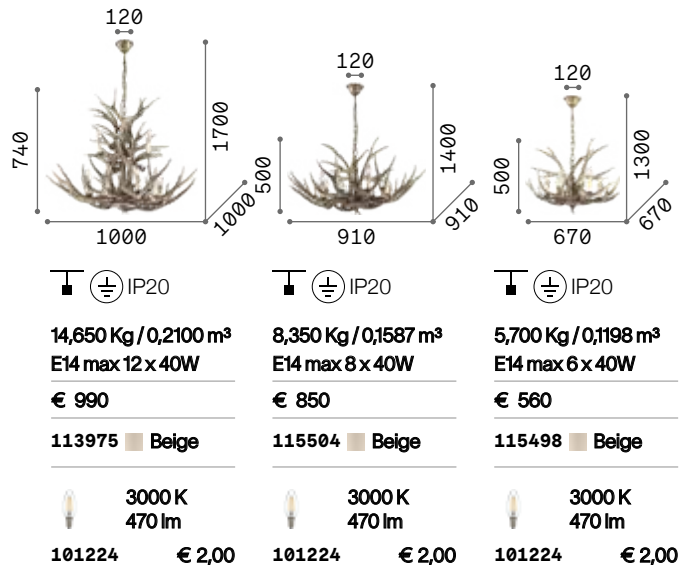 120
740
1700
1000
1000
120
500
1400
910
910
120
500
1300
670
670
IP20
14,650 Kg / 0,2100 m³
E14 max 12 x 40W
€ 990
113975 Beige
3000 K
470 lm
101224 € 2,00
IP20
8,350 Kg / 0,1587 m³
E14 max 8 x 40W
€ 850
115504 Beige
3000 K
470 lm
101224 € 2,00
IP20
5,700 Kg / 0,1198 m³
E14 max 6 x 40W
€ 560
115498 Beige
3000 K
470 lm
101224 € 2,00